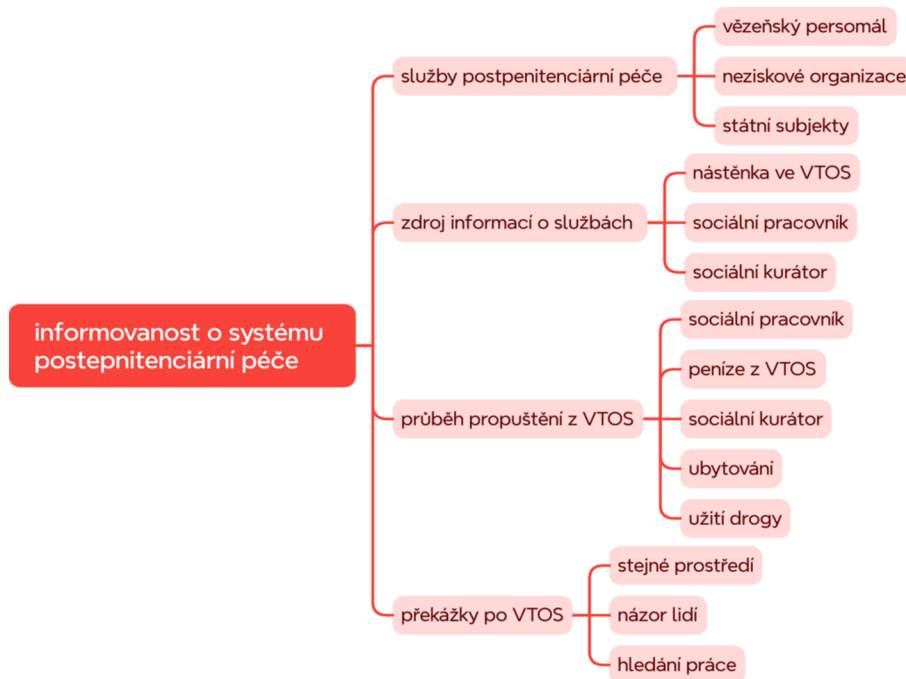 informovanost o systému
postepnitenciární péče
služby postpenitenciární péče
vězeňský persomál
neziskové organizace
státní subjekty
zdroj informací o službách
nástěnka ve VTOS
sociální pracovník
sociální kurátor
průběh propuštění z VTOS
sociální pracovník
peníze z VTOS
sociální kurátor
ubytování
užití drogy
překážky po VTOS
stejné prostředí
názor lidí
hledání práce